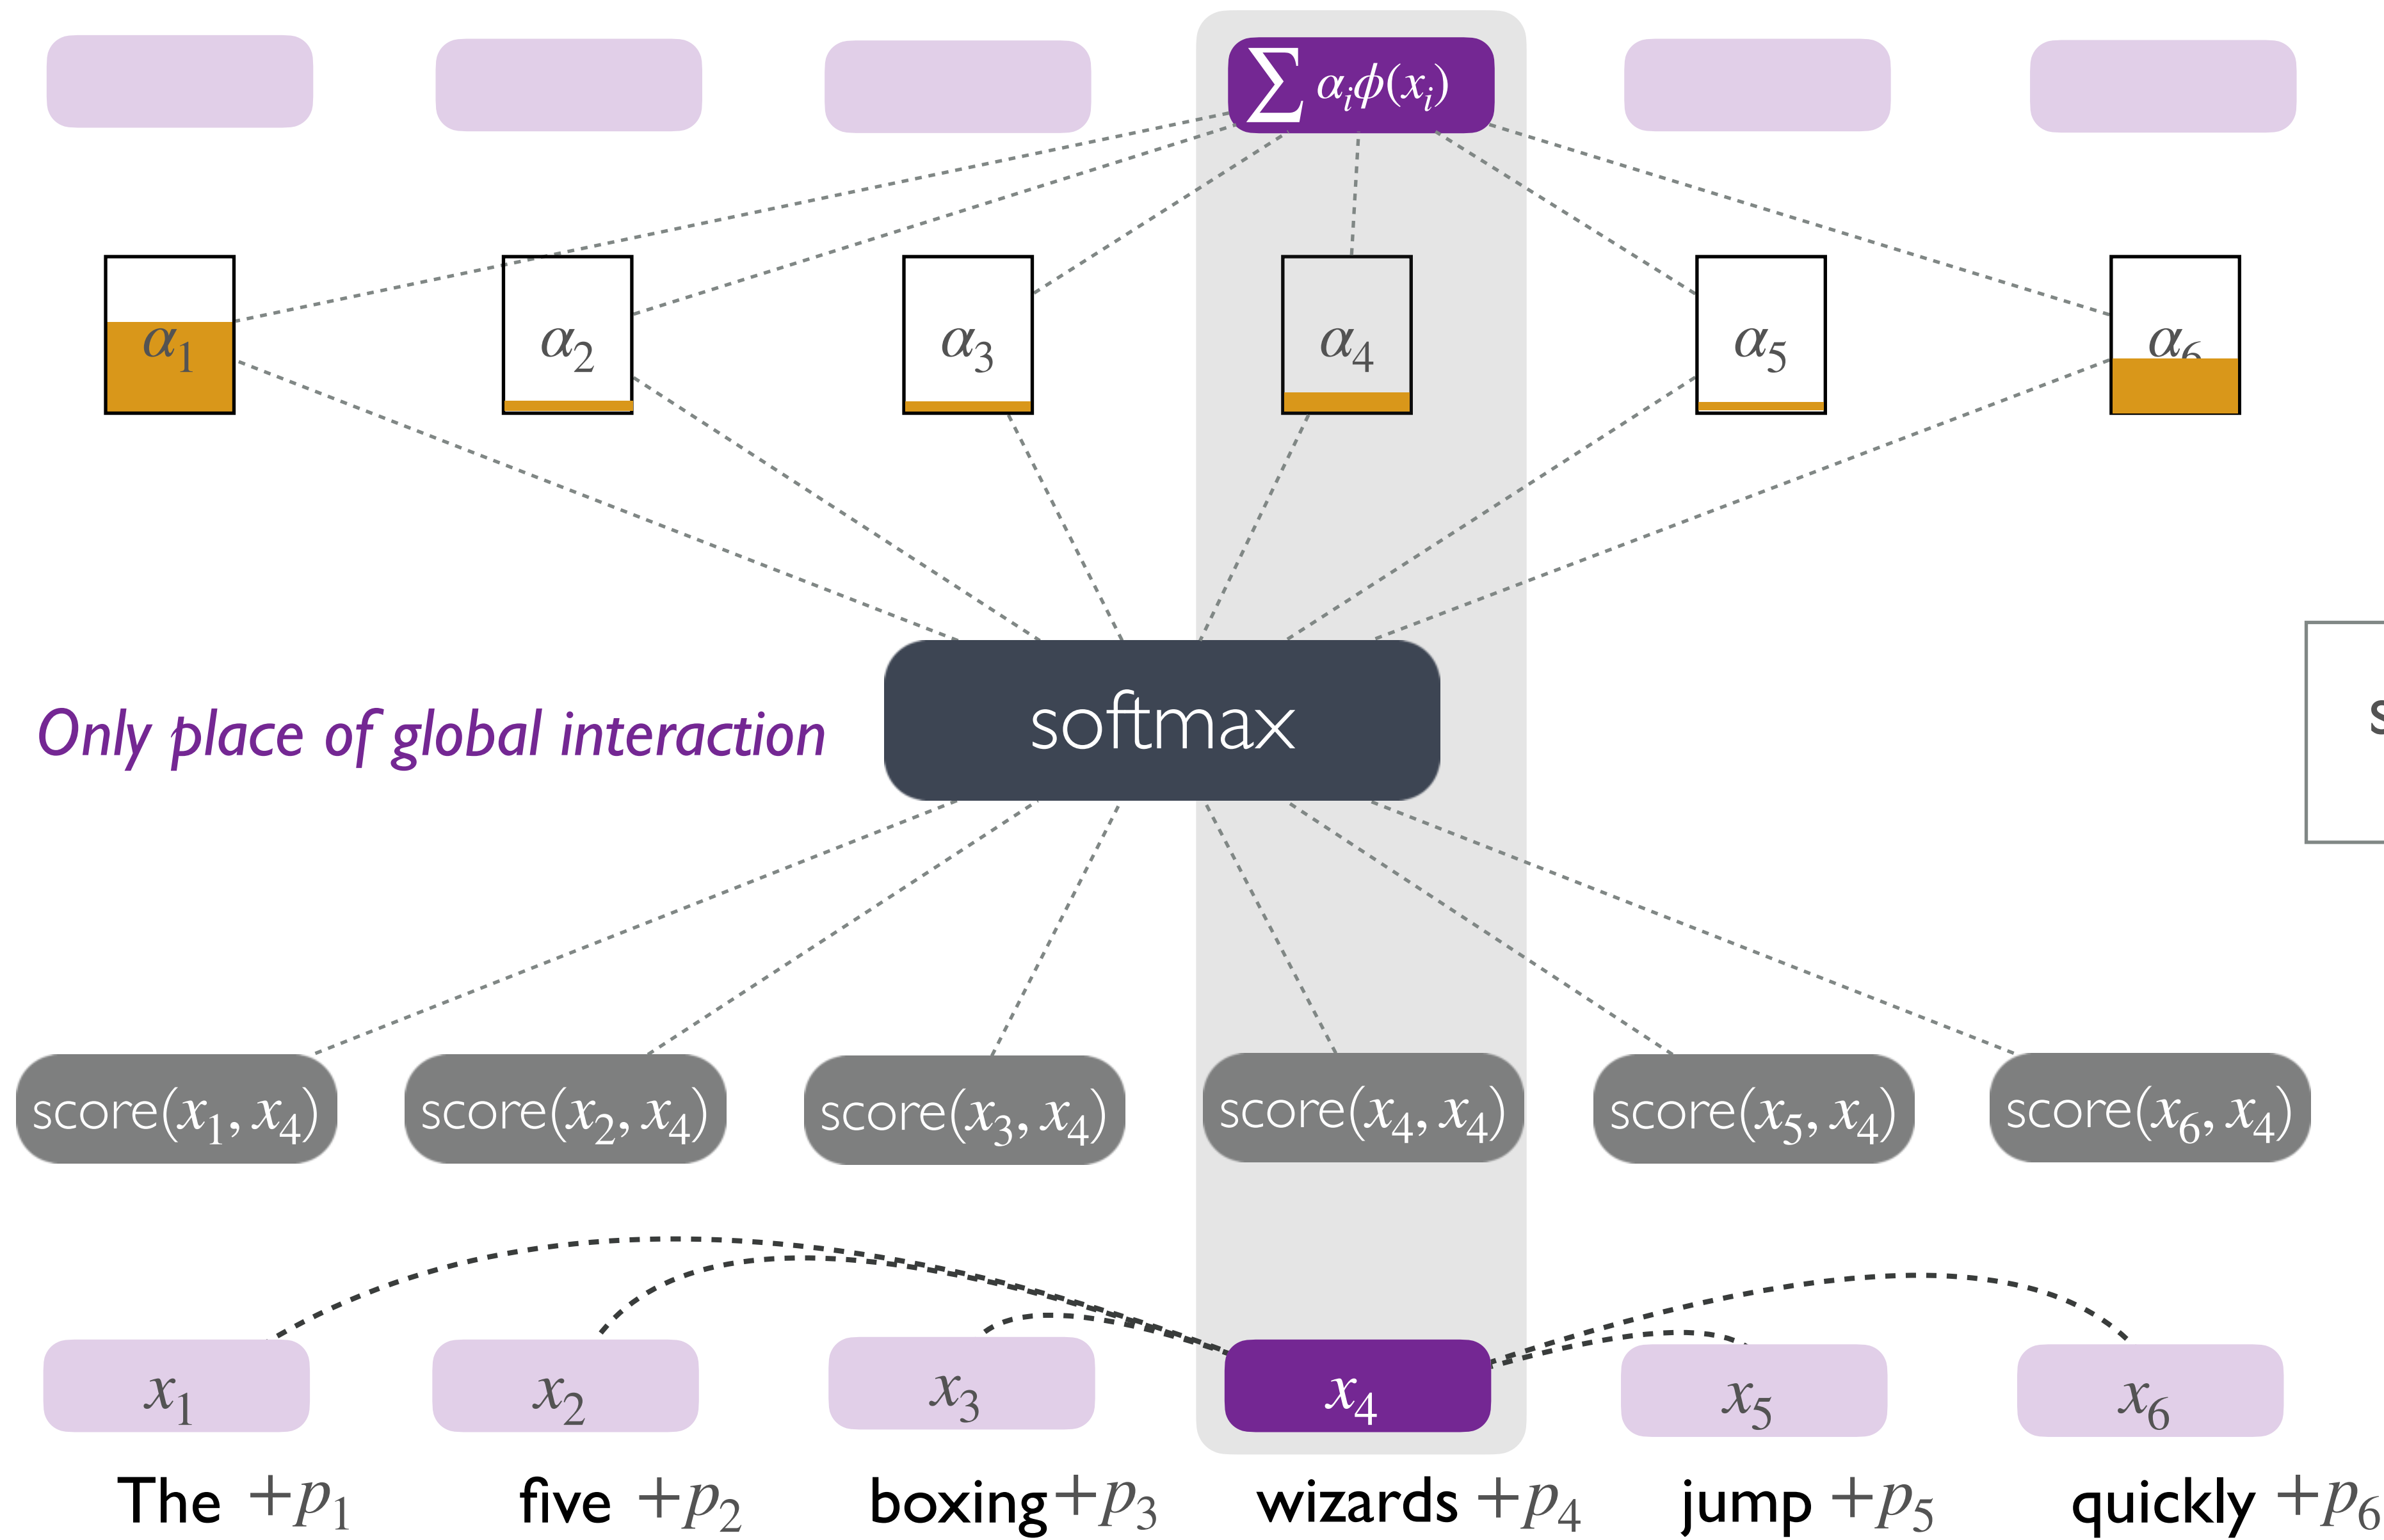 ∑ αᵢϕ(xᵢ)
α₁ α₂ α₃ α₄ α₅ α₆
Only place of global interaction
softmax
score(x₁, x₄) score(x₂, x₄) score(x₃, x₄) score(x₄, x₄) score(x₅, x₄) score(x₆, x₄)
x₁ x₂ x₃ x₄ x₅ x₆
The +p₁ five +p₂ boxing +p₃ wizards +p₄ jump +p₅ quickly +p₆